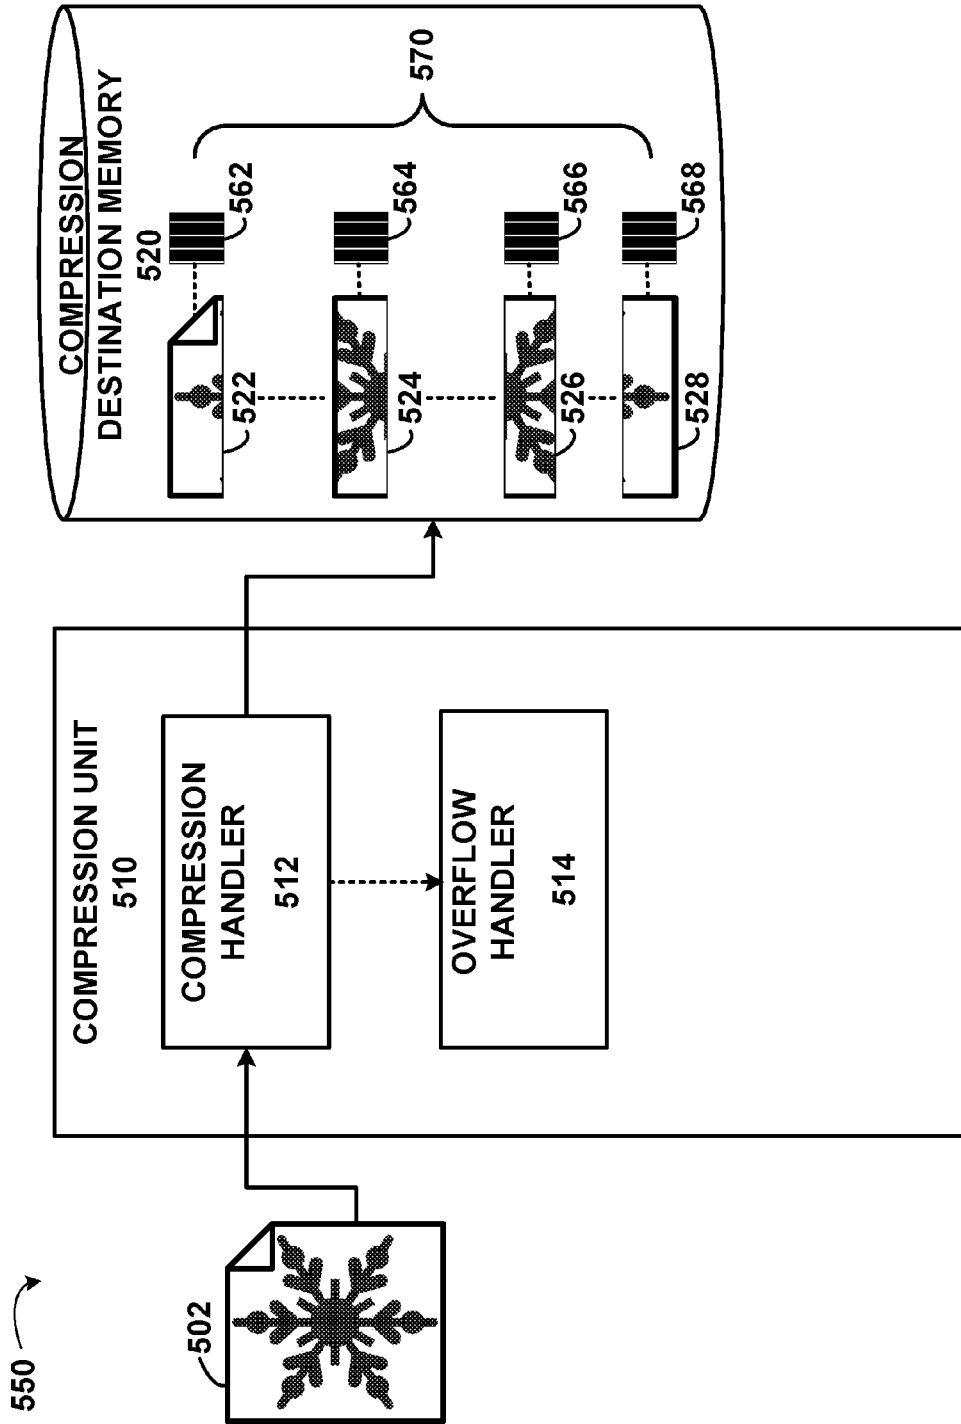 550
502
COMPRESSION UNIT
510
COMPRESSION
HANDLER
512
OVERFLOW
HANDLER
514
COMPRESSION
DESTINATION MEMORY
520
522
562
524
564
526
566
528
568
570